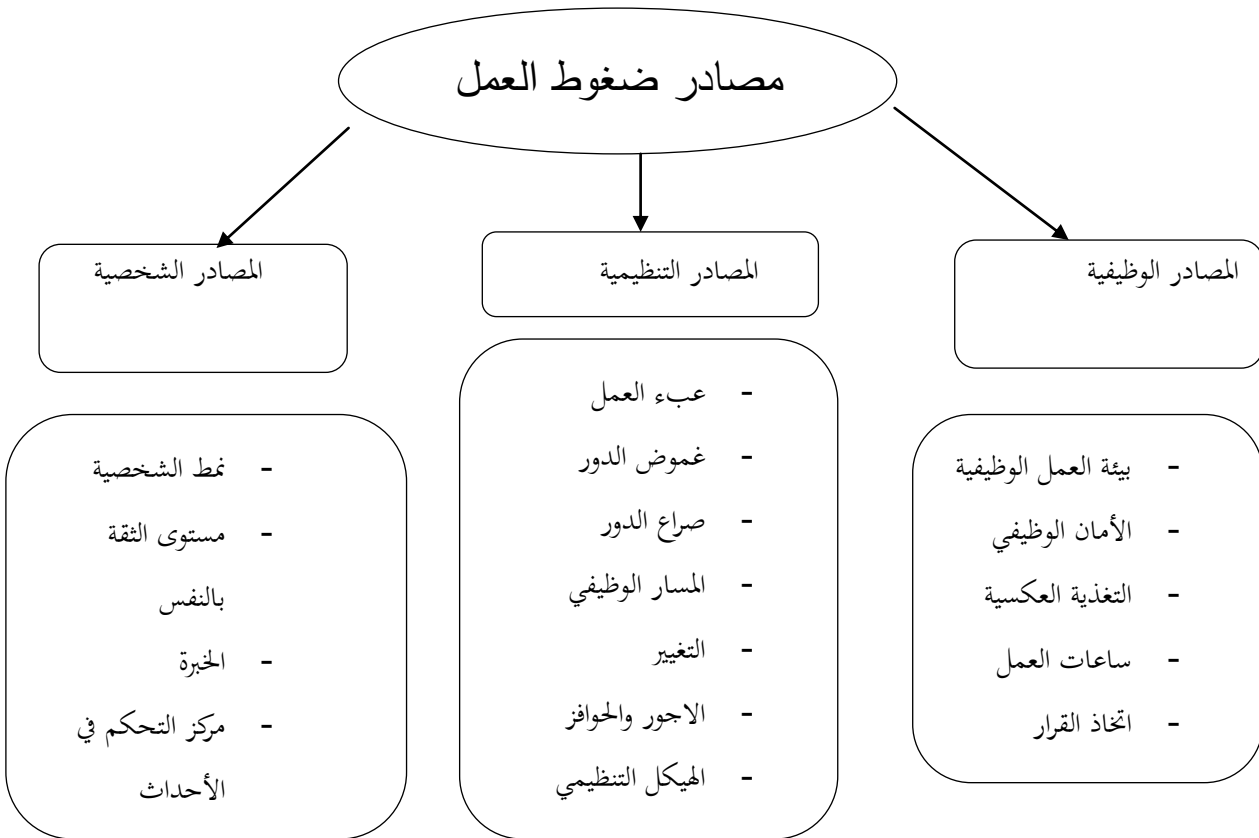 مصادر ضغوط العمل
المصادر الوظيفية
المصادر التنظيمية
المصادر الشخصية
- بيئة العمل الوظيفية
- الأمان الوظيفي
- التغذية العكسية
- ساعات العمل
- اتخاذ القرار
- عبء العمل
- غموض الدور
- صراع الدور
- المسار الوظيفي
- التغيير
- الاجور والحوافز
- الهيكل التنظيمي
- نمط الشخصية
- مستوى الثقة
بالنفس
- الخبرة
- مركز التحكم في
الأحداث